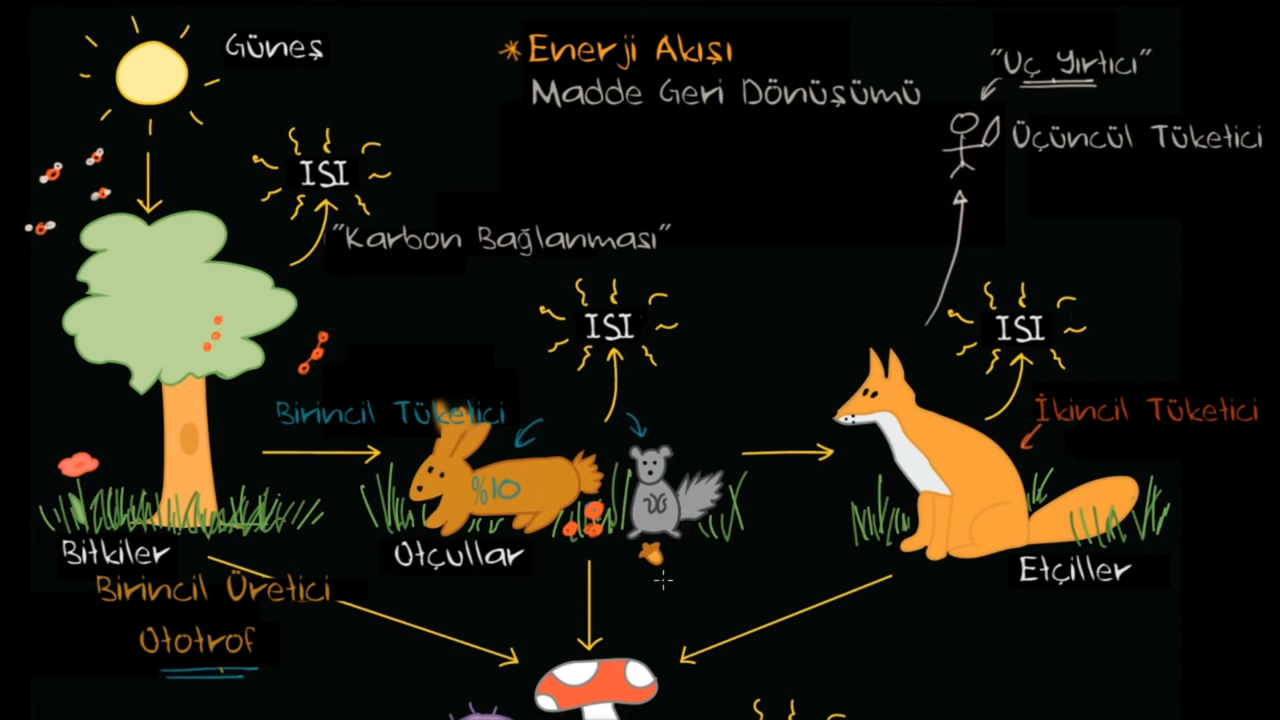 Güneş
*Enerji Akışı
Madde Geri Dönüşümü
"Uç Yırtıcı"
Üçüncül Tüketici
ISI
"Karbon Bağlanması"
ISI
ISI
Birincil Tüketici
İkincil Tüketici
%10
Bitkiler
Otçullar
Etçiller
Birincil Üretici
Ototrof